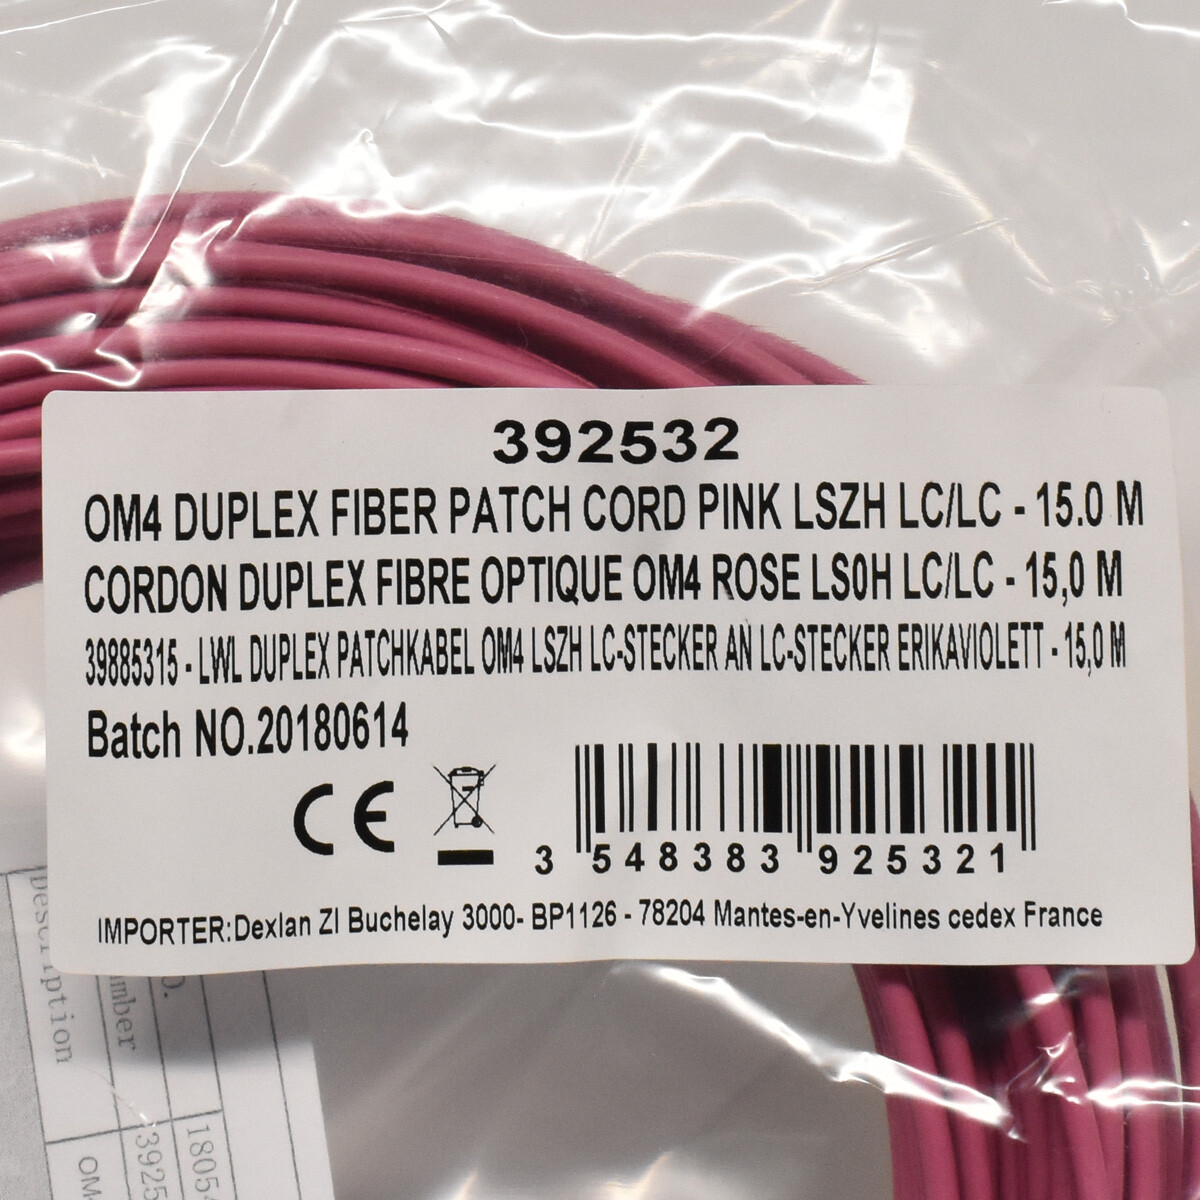 392532
OM4 DUPLEX FIBER PATCH CORD PINK LSZH LC/LC - 15.0 M
CORDON DUPLEX FIBRE OPTIQUE OM4 ROSE LS0H LC/LC - 15,0 M
39885315 - LWL DUPLEX PATCHKABEL OM4 LSZH LC-STECKER AN LC-STECKER ERIKAVIOLETT - 15,0 M
Batch NO.20180614
CE
3 548383 925321
IMPORTER:Dexlan ZI Buchelay 3000- BP1126 - 78204 Mantes-en-Yvelines cedex France
Description